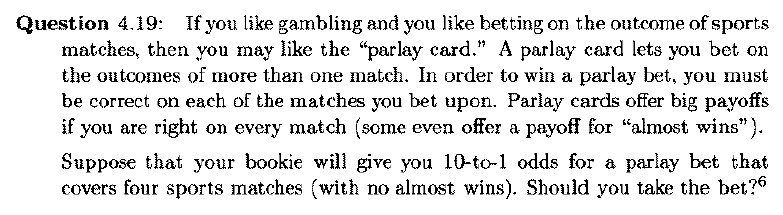 Question 4.19: If you like gambling and you like betting on the outcome of sports
matches, then you may like the “parlay card.” A parlay card lets you bet on
the outcomes of more than one match. In order to win a parlay bet, you must
be correct on each of the matches you bet upon. Parlay cards offer big payoffs
if you are right on every match (some even offer a payoff for “almost wins”).
Suppose that your bookie will give you 10-to-1 odds for a parlay bet that
covers four sports matches (with no almost wins). Should you take the bet?⁶